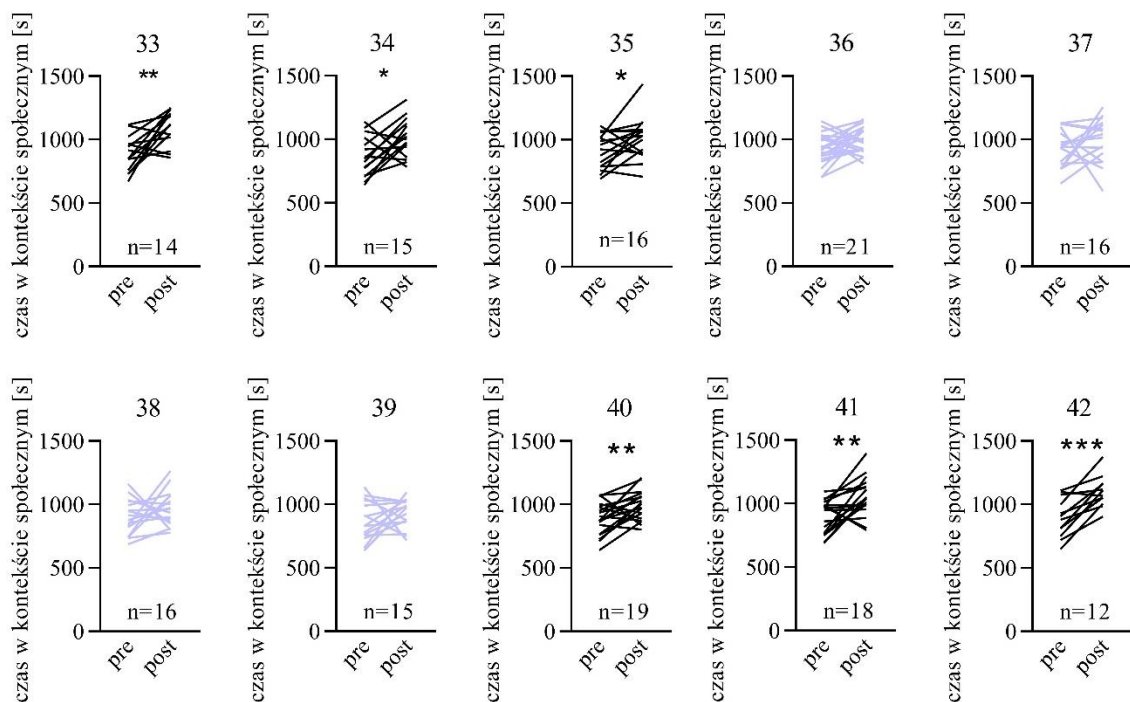 czas w kontekście społecznym [s]
33
**
1500
1000
500
0
n=14
pre
post
czas w kontekście społecznym [s]
34
*
1500
1000
500
0
n=15
pre
post
czas w kontekście społecznym [s]
35
*
1500
1000
500
0
n=16
pre
post
czas w kontekście społecznym [s]
36
1500
1000
500
0
n=21
pre
post
czas w kontekście społecznym [s]
37
1500
1000
500
0
n=16
pre
post
czas w kontekście społecznym [s]
38
1500
1000
500
0
n=16
pre
post
czas w kontekście społecznym [s]
39
1500
1000
500
0
n=15
pre
post
czas w kontekście społecznym [s]
40
**
1500
1000
500
0
n=19
pre
post
czas w kontekście społecznym [s]
41
**
1500
1000
500
0
n=18
pre
post
czas w kontekście społecznym [s]
42
***
1500
1000
500
0
n=12
pre
post